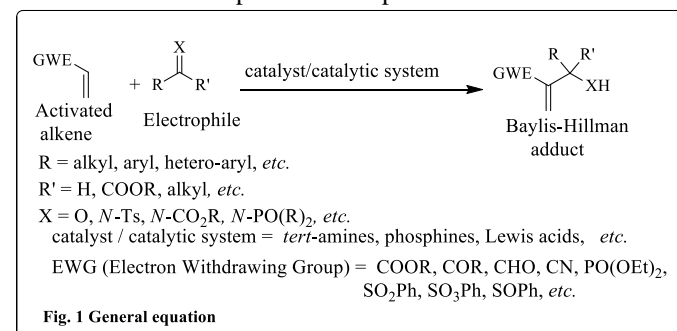 GWE
+
X
R
R'
catalyst/catalytic system
R
R'
GWE
XH
Activated
alkene
Electrophile
Baylis-Hillman
adduct
R = alkyl, aryl, hetero-aryl, etc.
R' = H, COOR, alkyl, etc.
X = O, N-Ts, N-CO₂R, N-PO(R)₂, etc.
catalyst / catalytic system = tert-amines, phosphines, Lewis acids, etc.
EWG (Electron Withdrawing Group) = COOR, COR, CHO, CN, PO(OEt)₂,
SO₂Ph, SO₃Ph, SOPh, etc.
Fig. 1 General equation